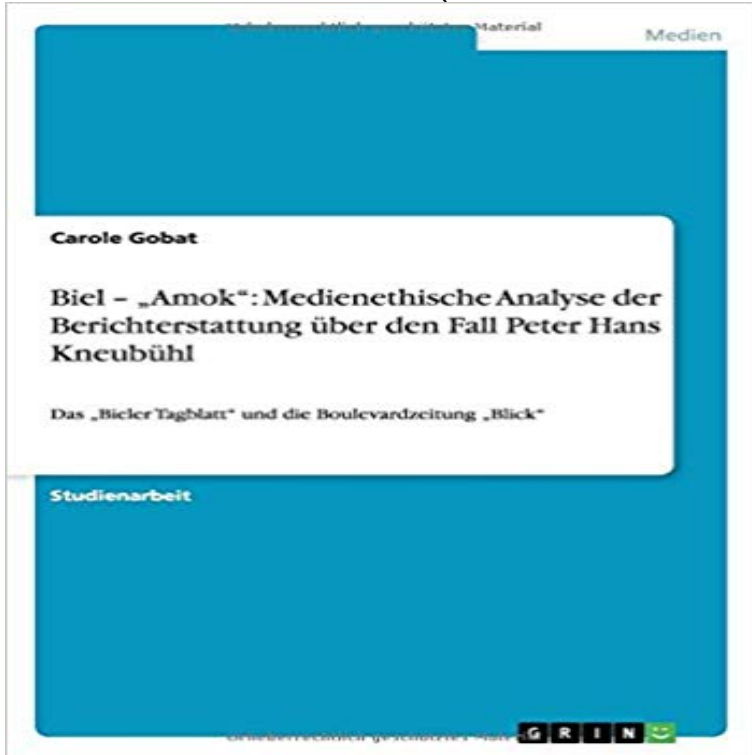 Material
Medien
Carole Gobat
Biel – „Amok“: Medienethische Analyse der
Berichterstattung über den Fall Peter Hans
Kneubühl
Das „Bieler Tagblatt“ und die Boulevardzeitung „Blick“
Studienarbeit
GRIN